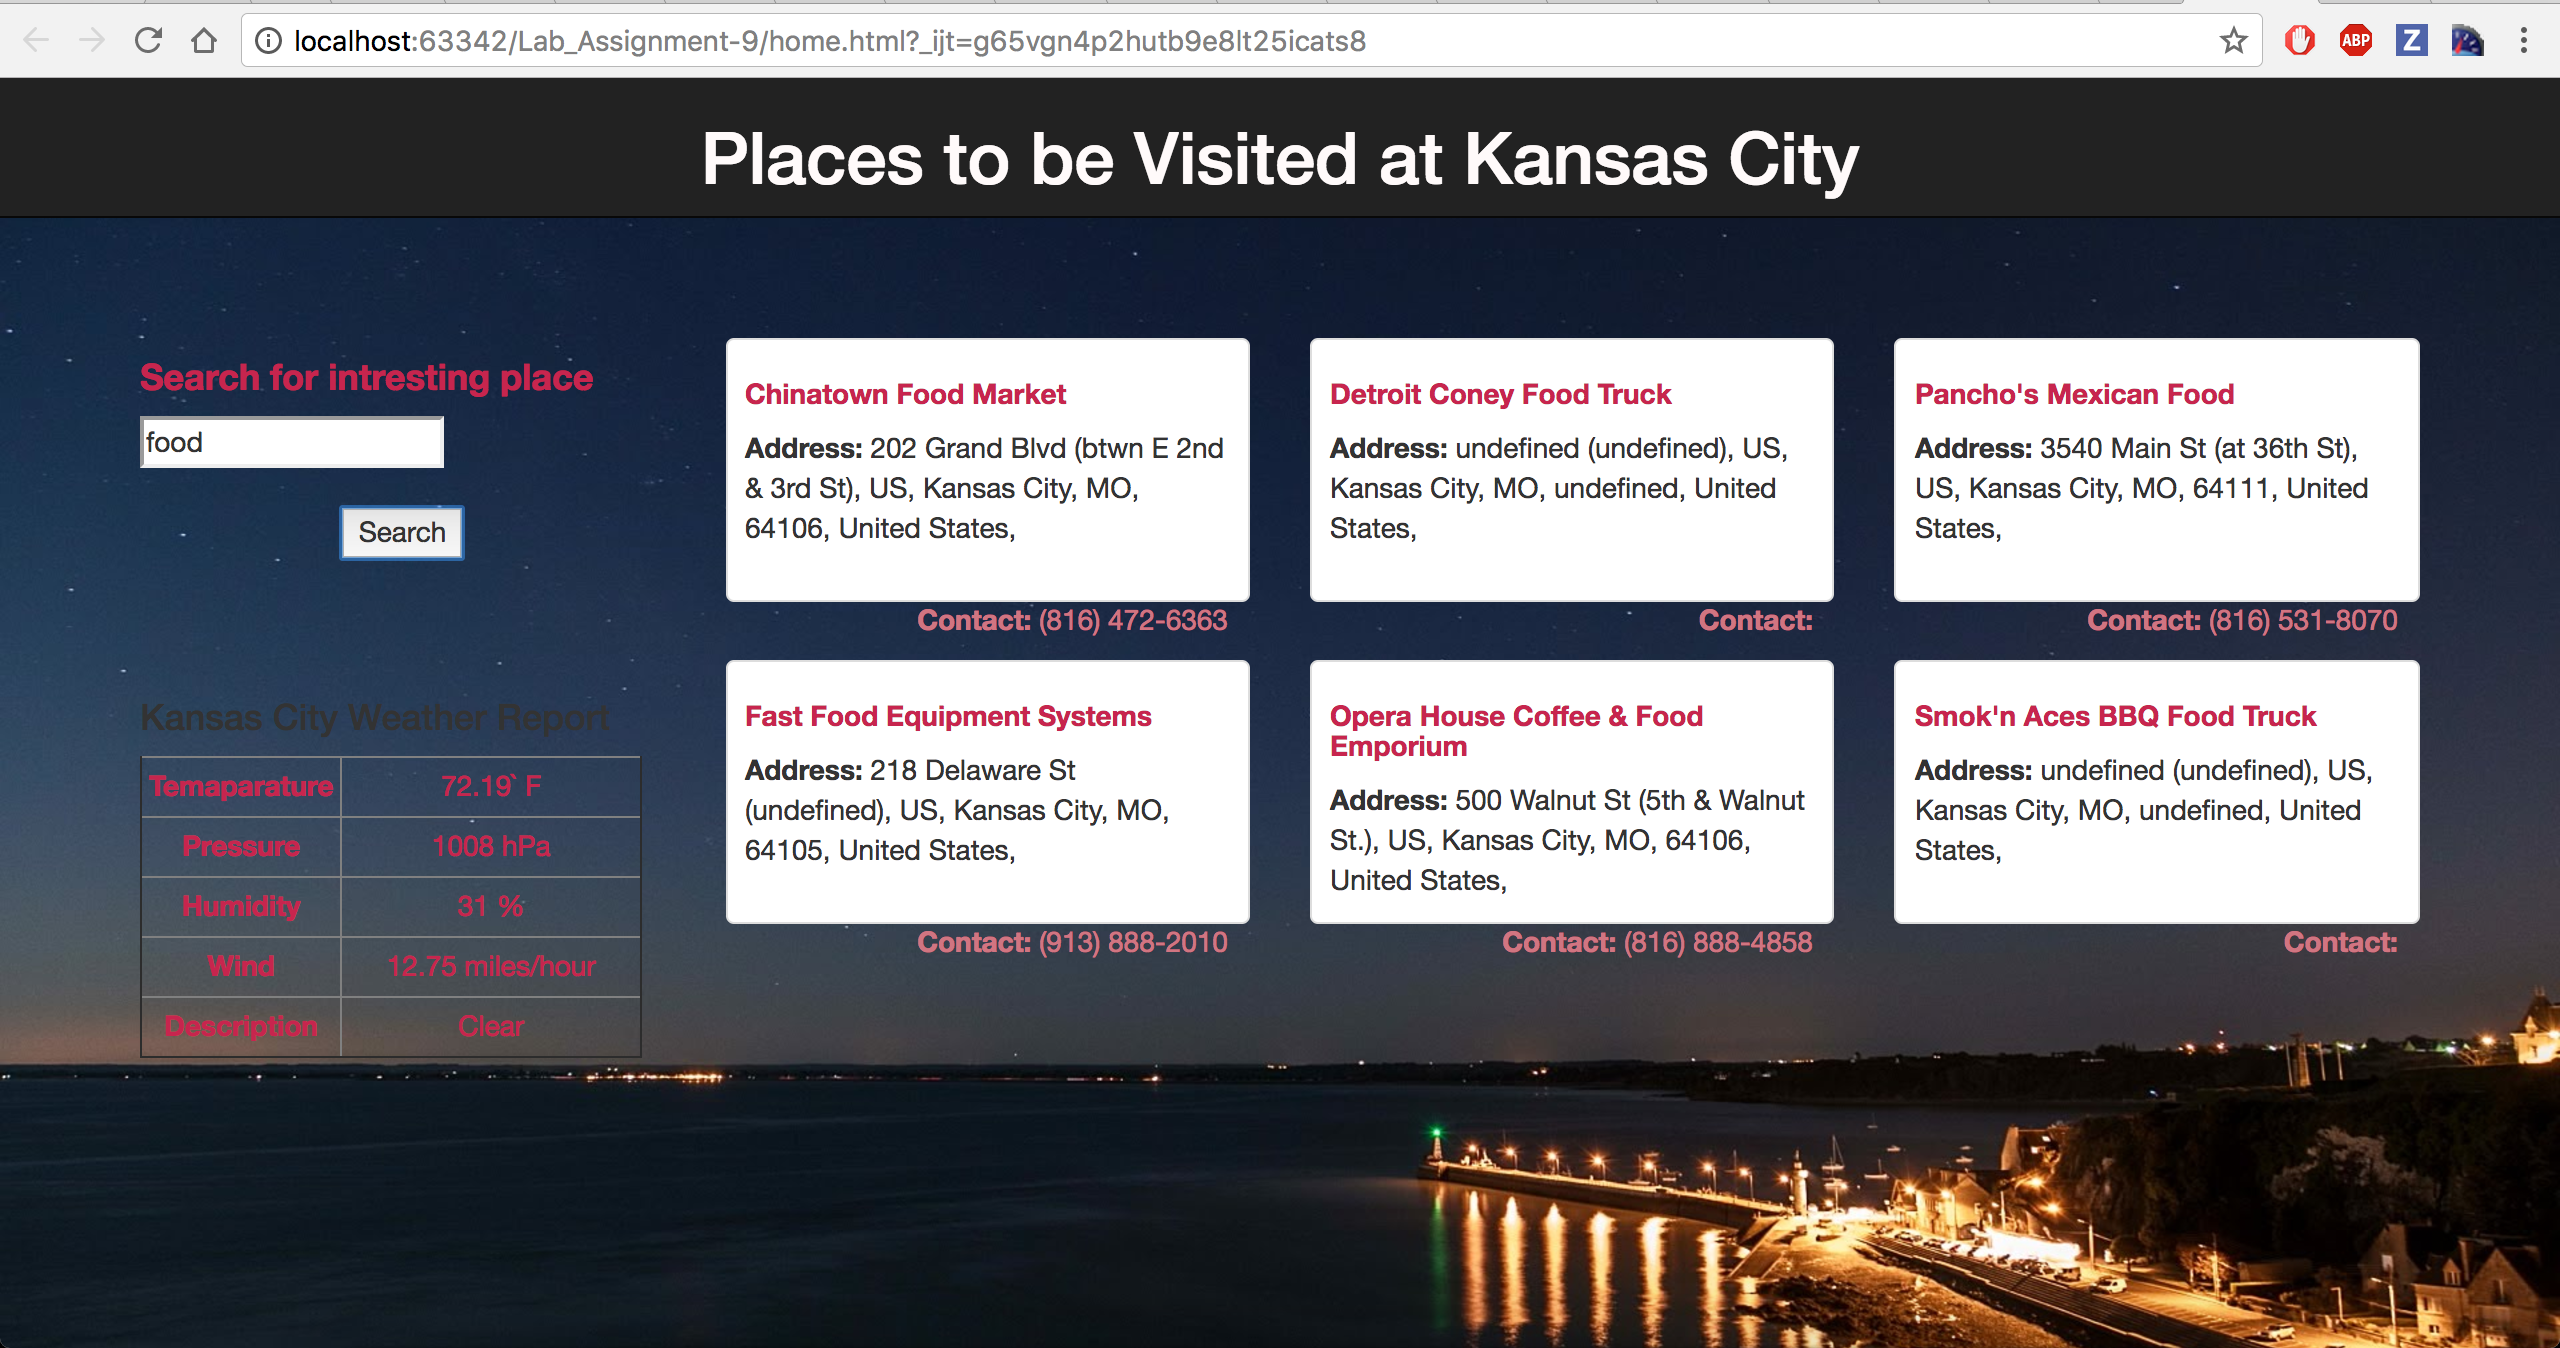 localhost:63342/Lab_Assignment-9/home.html?_ijt=g65vgn4p2hutb9e8lt25icats8
ABP
Z
Places to be Visited at Kansas City
Search for intresting place
food
Search
Kansas City Weather Report
Temaparature 72.19` F
Pressure 1008 hPa
Humidity 31 %
Wind 12.75 miles/hour
Description Clear
Chinatown Food Market
Address: 202 Grand Blvd (btwn E 2nd
& 3rd St), US, Kansas City, MO,
64106, United States,
Contact: (816) 472-6363
Detroit Coney Food Truck
Address: undefined (undefined), US,
Kansas City, MO, undefined, United
States,
Contact:
Pancho's Mexican Food
Address: 3540 Main St (at 36th St),
US, Kansas City, MO, 64111, United
States,
Contact: (816) 531-8070
Fast Food Equipment Systems
Address: 218 Delaware St
(undefined), US, Kansas City, MO,
64105, United States,
Contact: (913) 888-2010
Opera House Coffee & Food
Emporium
Address: 500 Walnut St (5th & Walnut
St.), US, Kansas City, MO, 64106,
United States,
Contact: (816) 888-4858
Smok'n Aces BBQ Food Truck
Address: undefined (undefined), US,
Kansas City, MO, undefined, United
States,
Contact: